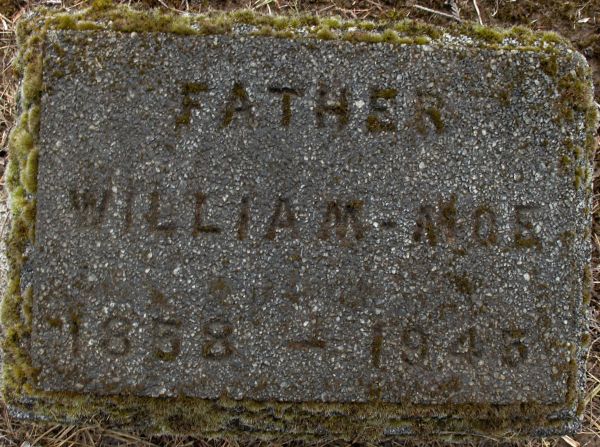 FATHER
WILLIAM - MOE
1858 - 1943